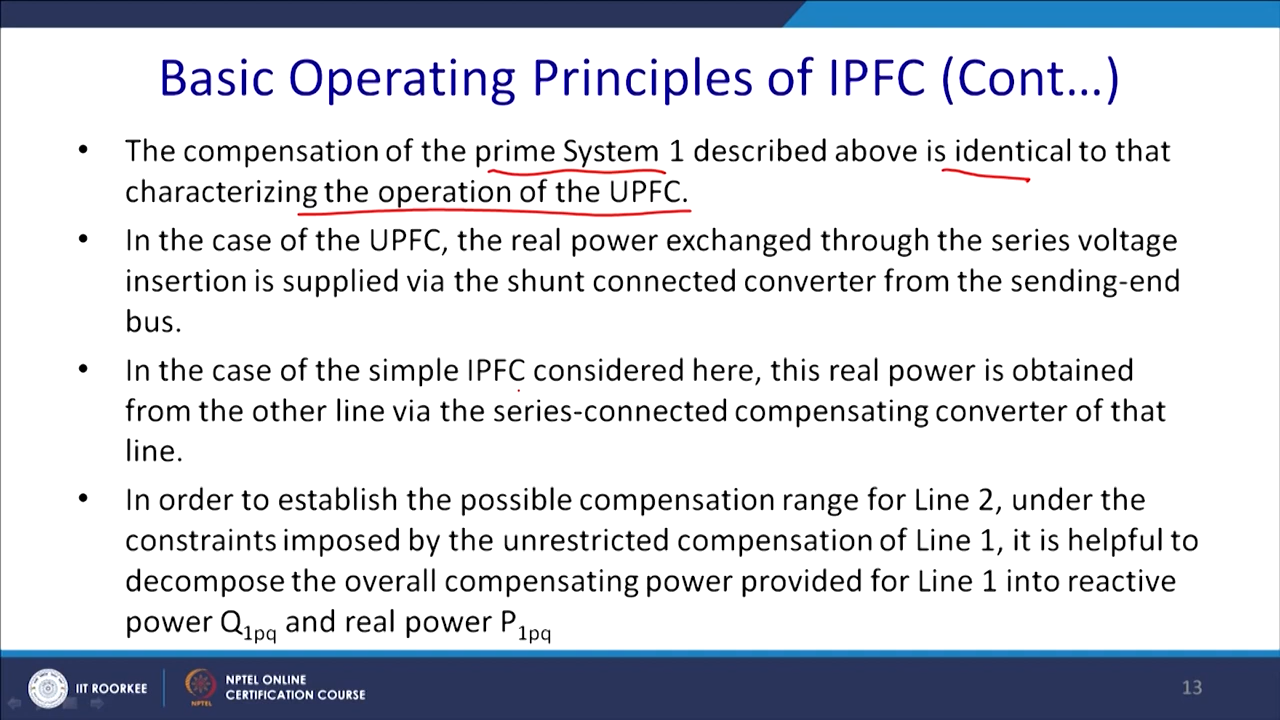 Basic Operating Principles of IPFC (Cont…)
• The compensation of the prime System 1 described above is identical to that
characterizing the operation of the UPFC.
• In the case of the UPFC, the real power exchanged through the series voltage
insertion is supplied via the shunt connected converter from the sending-end
bus.
• In the case of the simple IPFC considered here, this real power is obtained
from the other line via the series-connected compensating converter of that
line.
• In order to establish the possible compensation range for Line 2, under the
constraints imposed by the unrestricted compensation of Line 1, it is helpful to
decompose the overall compensating power provided for Line 1 into reactive
power Q1pq and real power P1pq
IIT ROORKEE
NPTEL
NPTEL ONLINE
CERTIFICATION COURSE
13